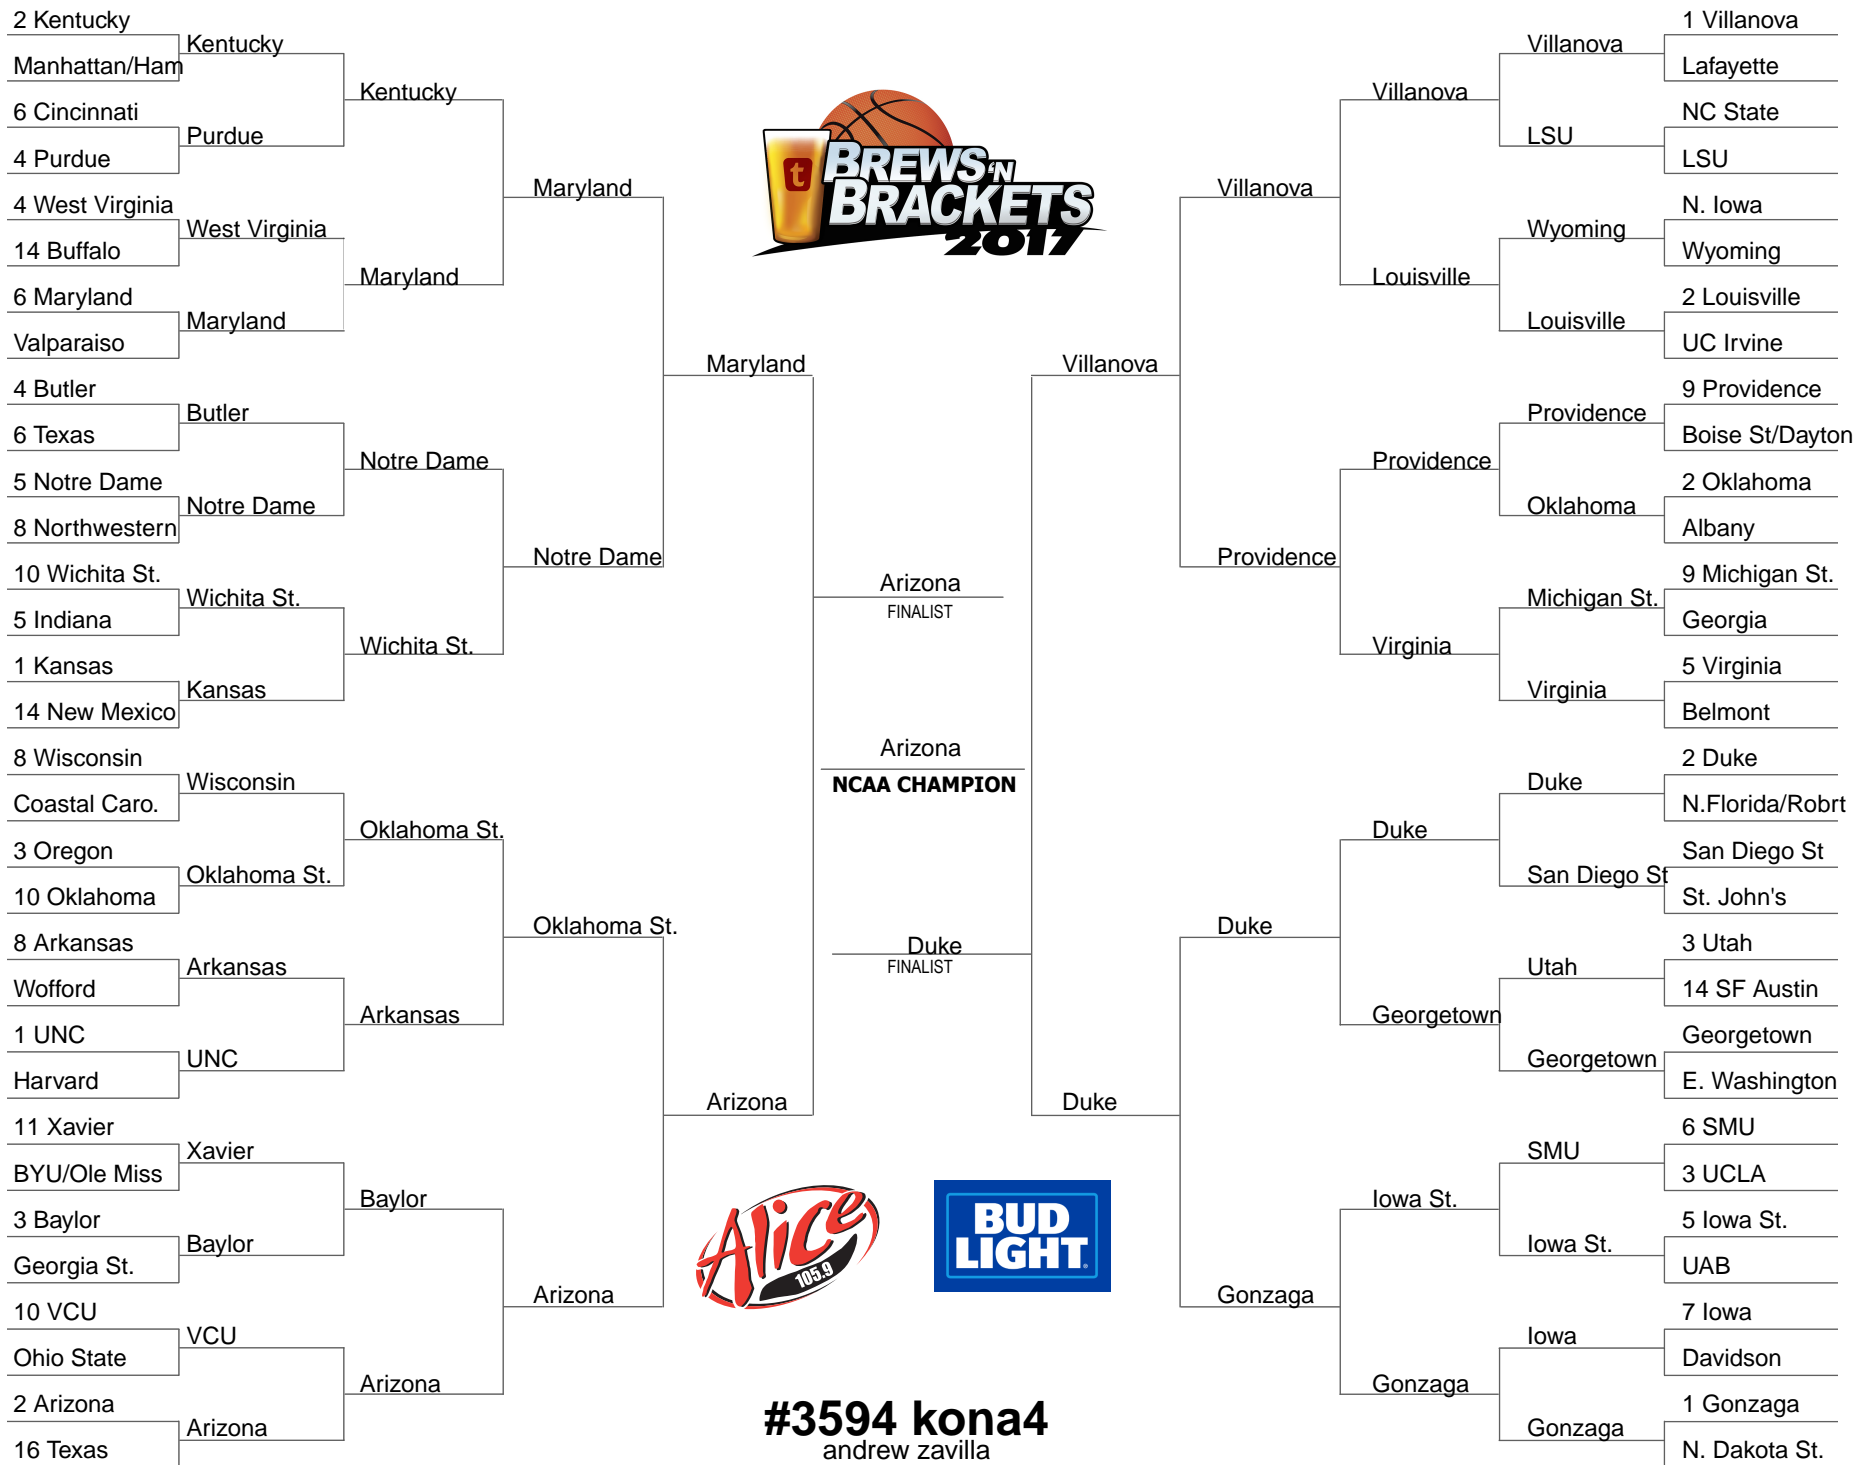 2 Kentucky
Manhattan/Ham
6 Cincinnati
4 Purdue
4 West Virginia
14 Buffalo
6 Maryland
Valparaiso
4 Butler
6 Texas
5 Notre Dame
8 Northwestern
10 Wichita St.
5 Indiana
1 Kansas
14 New Mexico
8 Wisconsin
Coastal Caro.
3 Oregon
10 Oklahoma
8 Arkansas
Wofford
1 UNC
Harvard
11 Xavier
BYU/Ole Miss
3 Baylor
Georgia St.
10 VCU
Ohio State
2 Arizona
16 Texas
Kentucky
Purdue
West Virginia
Maryland
Butler
Notre Dame
Wichita St.
Kansas
Wisconsin
Oklahoma St.
Arkansas
UNC
Xavier
Baylor
VCU
Arizona
Kentucky
Maryland
Notre Dame
Wichita St.
Oklahoma St.
Arkansas
Baylor
Arizona
Maryland
Notre Dame
Oklahoma St.
Arizona
Maryland
Arizona
t
BREWS 'N
BRACKETS
2017
Arizona
FINALIST
Arizona
NCAA CHAMPION
Duke
FINALIST
Alice
105.9
BUD
LIGHT
#3594 kona4
andrew zavilla
Villanova
Duke
Villanova
Providence
Duke
Gonzaga
Villanova
Louisville
Providence
Virginia
Duke
Georgetown
Iowa St.
Gonzaga
Villanova
LSU
Wyoming
Louisville
Providence
Oklahoma
Michigan St.
Virginia
Duke
San Diego St
Utah
Georgetown
SMU
Iowa St.
Iowa
Gonzaga
1 Villanova
Lafayette
NC State
LSU
N. Iowa
Wyoming
2 Louisville
UC Irvine
9 Providence
Boise St/Dayton
2 Oklahoma
Albany
9 Michigan St.
Georgia
5 Virginia
Belmont
2 Duke
N.Florida/Robrt
San Diego St
St. John's
3 Utah
14 SF Austin
Georgetown
E. Washington
6 SMU
3 UCLA
5 Iowa St.
UAB
7 Iowa
Davidson
1 Gonzaga
N. Dakota St.